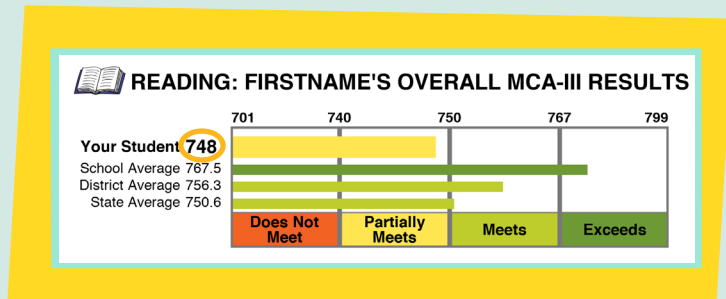 READING: FIRSTNAME'S OVERALL MCA-III RESULTS
701 740 750 767 799
Your Student 748
School Average 767.5
District Average 756.3
State Average 750.6
Does Not Meet
Partially Meets
Meets
Exceeds